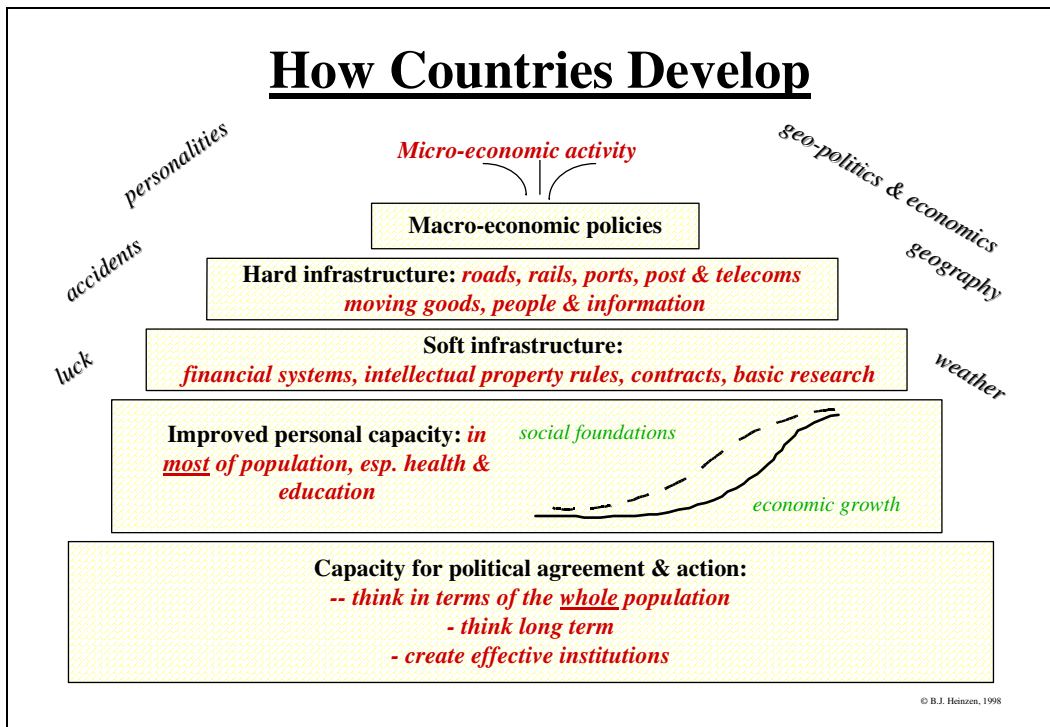 How Countries Develop
personalities
accidents
luck
geo-politics & economics
geography
weather
Micro-economic activity
Macro-economic policies
Hard infrastructure: roads, rails, ports, post & telecoms
moving goods, people & information
Soft infrastructure:
financial systems, intellectual property rules, contracts, basic research
Improved personal capacity: in
most of population, esp. health &
education
social foundations
economic growth
Capacity for political agreement & action:
-- think in terms of the whole population
- think long term
- create effective institutions
© B.J. Heinzen, 1998